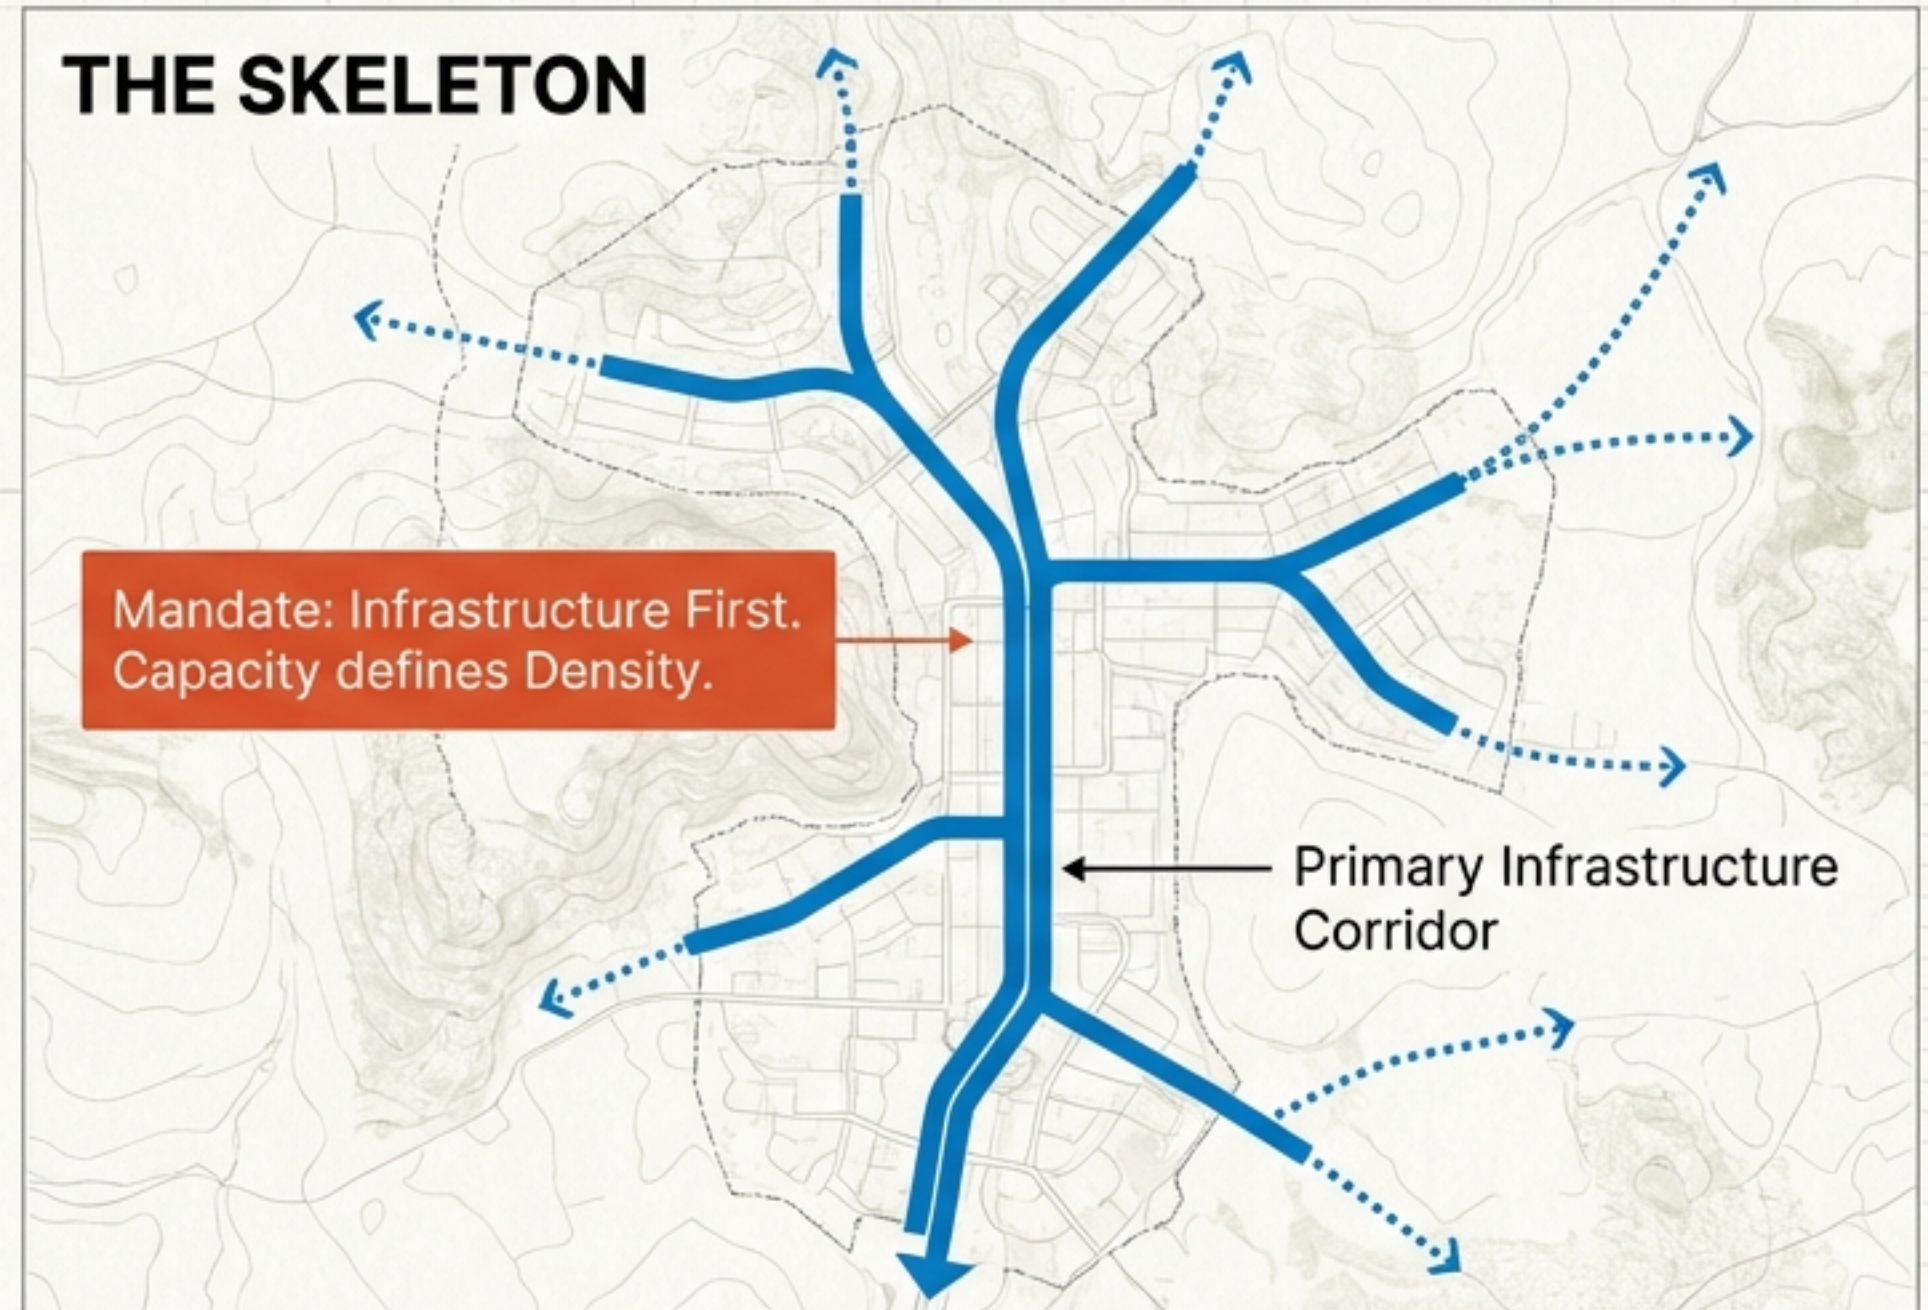 THE SKELETON
Mandate: Infrastructure First.
Capacity defines Density.
Primary Infrastructure
Corridor